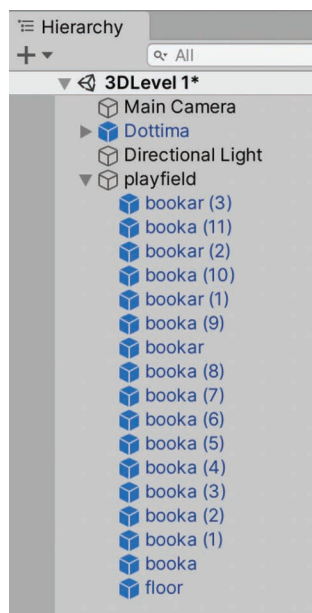 Hierarchy
All
3DLevel 1*
Main Camera
Dottima
Directional Light
playfield
bookar (3)
booka (11)
bookar (2)
booka (10)
bookar (1)
booka (9)
bookar
booka (8)
booka (7)
booka (6)
booka (5)
booka (4)
booka (3)
booka (2)
booka (1)
booka
floor